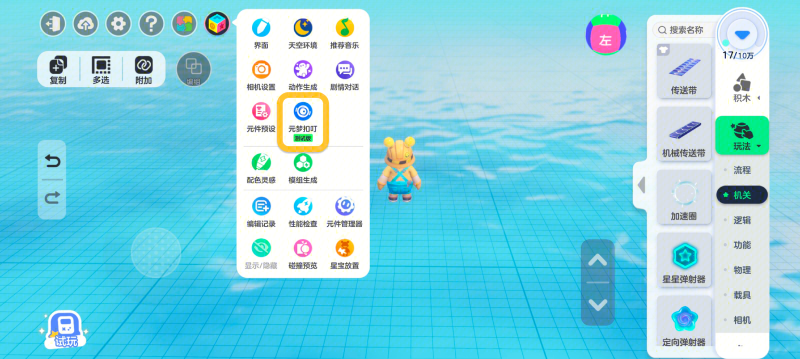 界面
天空环境
推荐音乐
相机设置
动作生成
剧情对话
元件预设
元梦扣叮
测试版
配色灵感
模组生成
编辑记录
性能检查
元件管理器
显示/隐藏
碰撞预览
星宝放置
复制
多选
附加
编组
试玩
左
搜索名称
传送带
机械传送带
加速圈
星星弹射器
定向弹射器
17/10万
积木
玩法
流程
机关
逻辑
功能
物理
载具
相机